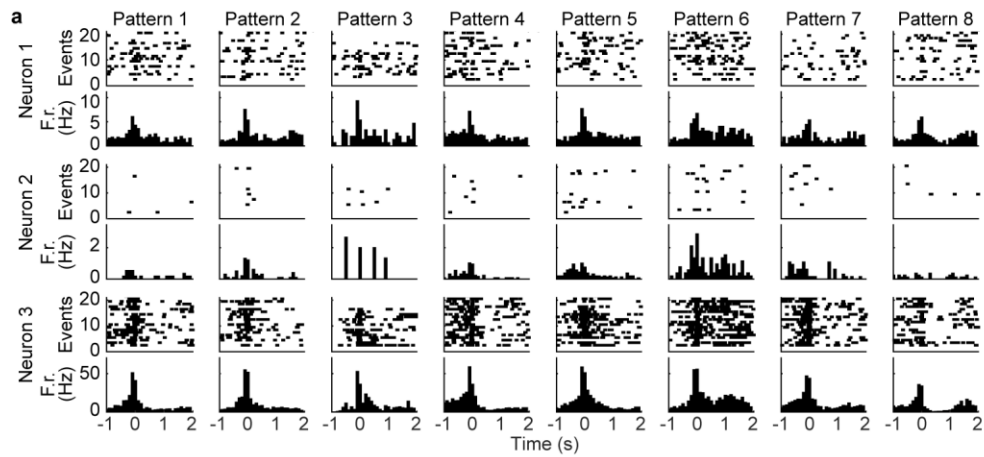 a
Pattern 1 Pattern 2 Pattern 3 Pattern 4 Pattern 5 Pattern 6 Pattern 7 Pattern 8
Neuron 1
Events
20
10
0
F.r.
(Hz)
10
5
0
Neuron 2
Events
20
10
0
F.r.
(Hz)
2
0
Neuron 3
Events
20
10
0
F.r.
(Hz)
50
0
-1 0 1 2 -1 0 1 2 -1 0 1 2 -1 0 1 2 -1 0 1 2 -1 0 1 2 -1 0 1 2 -1 0 1 2
Time (s)